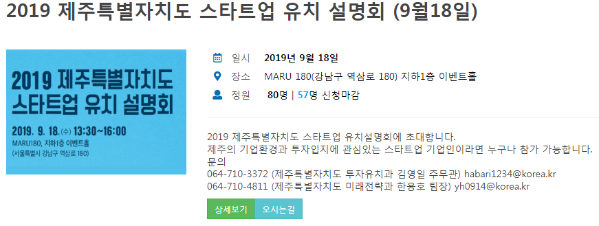 2019 제주특별자치도 스타트업 유치 설명회 (9월18일)
2019 제주특별자치도
스타트업 유치 설명회
2019. 9. 18.(수) 13:30~16:00
MARU180, 지하1층 이벤트홀
(서울특별시 강남구 역삼로 180)
일시 2019년 9월 18일
장소 MARU 180(강남구 역삼로 180) 지하1층 이벤트홀
정원 80명 | 57명 신청마감
2019 제주특별자치도 스타트업 유치설명회에 초대합니다.
제주의 기업환경과 투자입지에 관심있는 스타트업 기업인이라면 누구나 참가 가능합니다.
문의
064-710-3372 (제주특별자치도 투자유치과 김영일 주무관) habari1234@korea.kr
064-710-4811 (제주특별자치도 미래전략과 한용호 팀장) yh0914@korea.kr
상세보기 오시는길